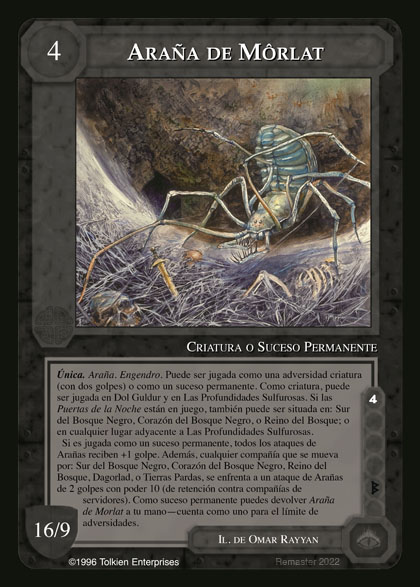 4
Araña de Môrlat
Criatura o Suceso Permanente
Única. Araña. Engendro. Puede ser jugada como una adversidad criatura
(con dos golpes) o como un suceso permanente. Como criatura, puede
ser jugada en Dol Guldur y en Las Profundidades Sulfurosas. Si las
Puertas de la Noche están en juego, también puede ser situada en: Sur
del Bosque Negro, Corazón del Bosque Negro, o Reino del Bosque; o
en cualquier lugar adyacente a Las Profundidades Sulfurosas.
Si es jugada como un suceso permanente, todos los ataques de
Arañas reciben +1 golpe. Además, cualquier compañía que se mueva
por: Sur del Bosque Negro, Corazón del Bosque Negro, Reino del
Bosque, Dagorlad, o Tierras Pardas, se enfrenta a un ataque de Arañas
de 2 golpes con poder 10 (de retención contra compañías de
servidores). Como suceso permanente puedes devolver Araña
de Morlat a tu mano—cuenta como uno para el límite de
adversidades.
4
16/9
Il. de Omar Rayyan
©1996 Tolkien Enterprises
Remaster 2022